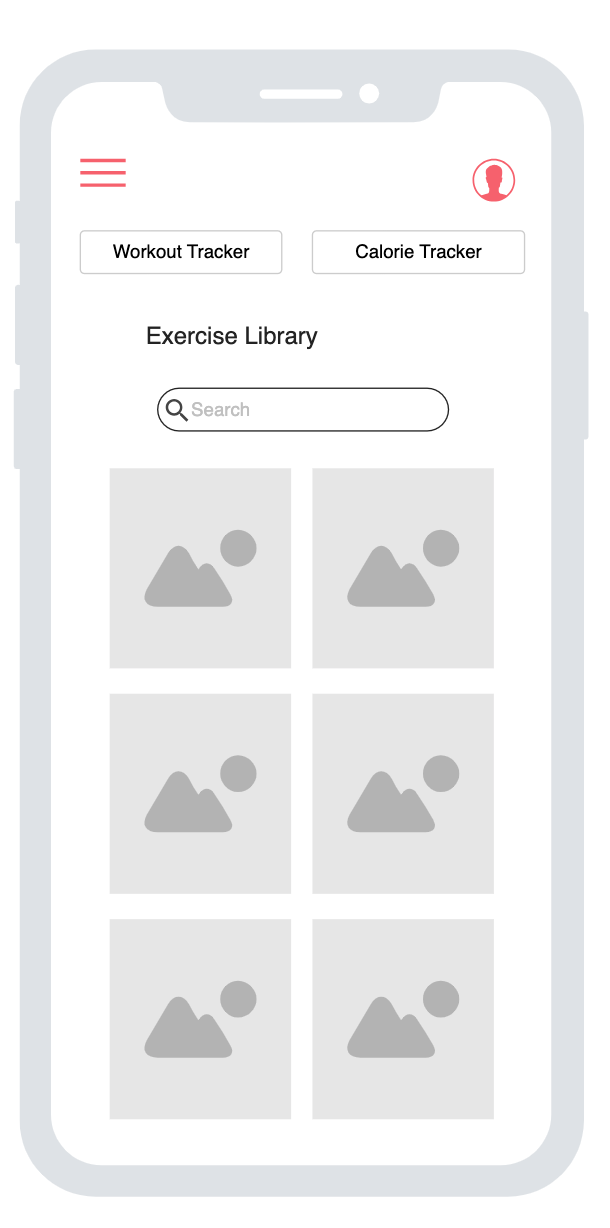 Workout Tracker
Calorie Tracker
Exercise Library
Search